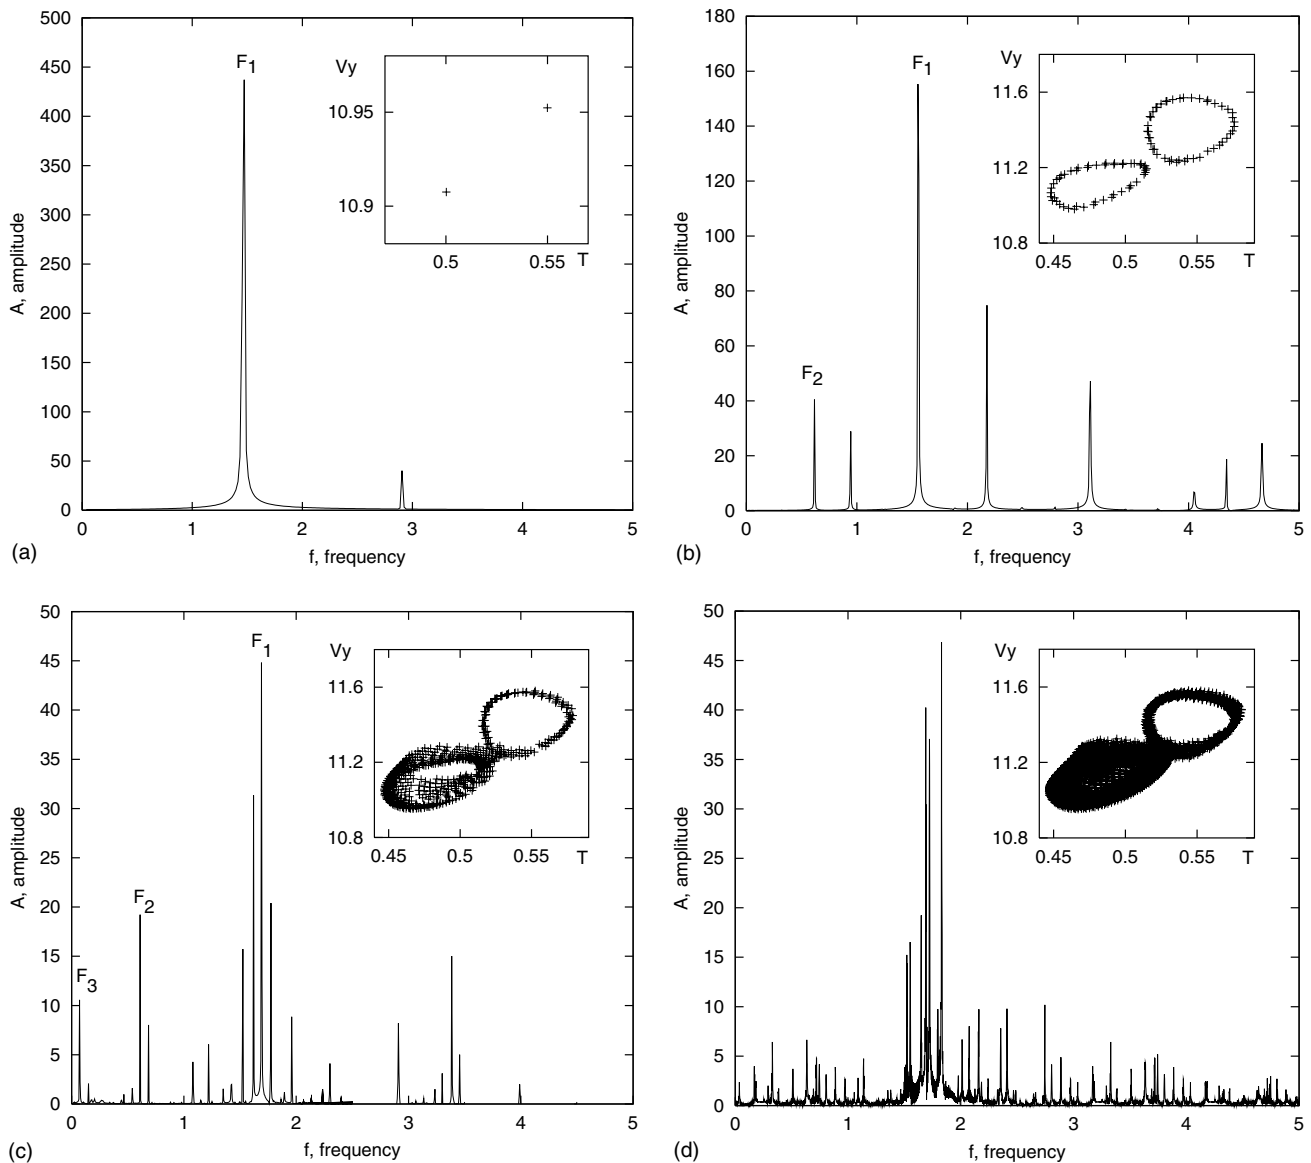 500
450
400
350
300
250
200
150
100
50
0
A, amplitude
F1
Vy
10.95
10.9
0.5 0.55 T
0 1 2 3 4 5
f, frequency
(a)
180
160
140
120
100
80
60
40
20
0
A, amplitude
F1
F2
Vy
11.6
11.2
10.8
0.45 0.5 0.55 T
0 1 2 3 4 5
f, frequency
(b)
50
45
40
35
30
25
20
15
10
5
0
A, amplitude
F1
F2
F3
Vy
11.6
11.2
10.8
0.45 0.5 0.55 T
0 1 2 3 4 5
f, frequency
(c)
50
45
40
35
30
25
20
15
10
5
0
A, amplitude
Vy
11.6
11.2
10.8
0.45 0.5 0.55 T
0 1 2 3 4 5
f, frequency
(d)